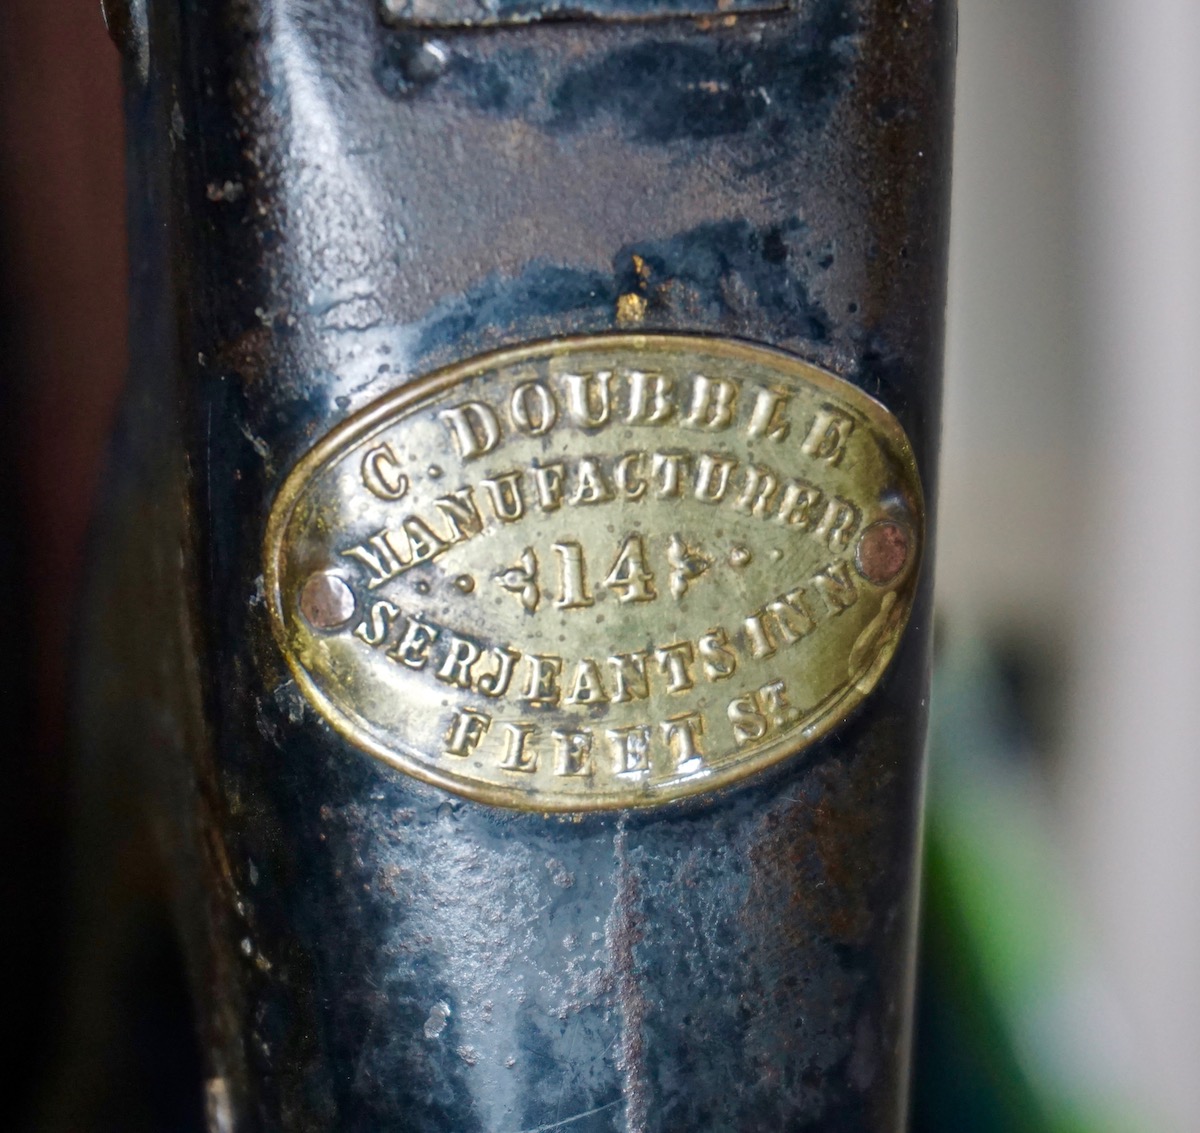 C. DOUBBLE
MANUFACTURER
14
SERJEANTS INN
FLEET ST.